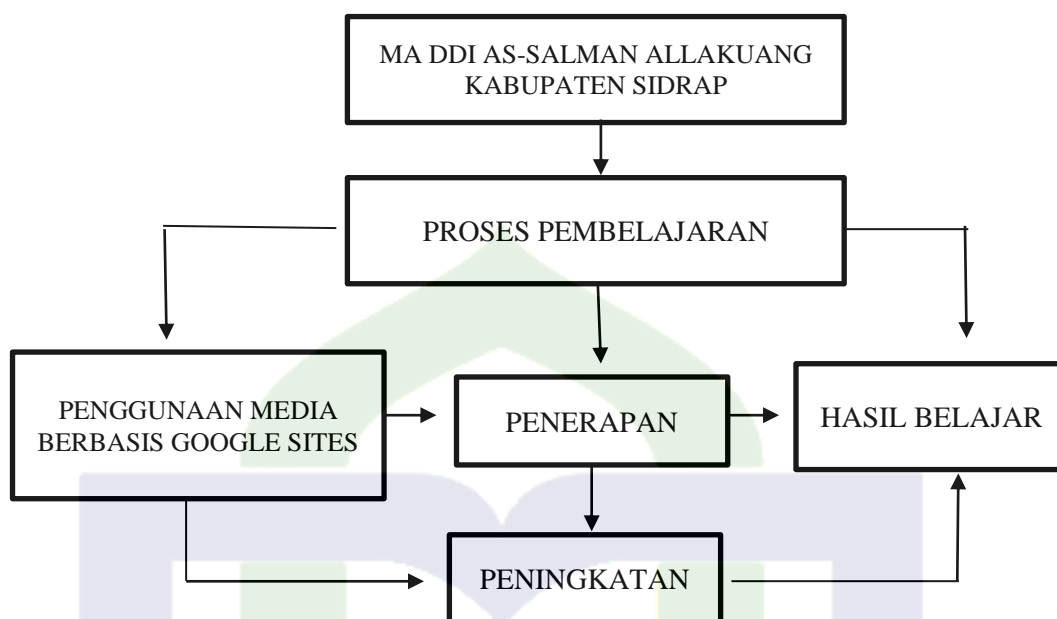 MA DDI AS-SALMAN ALLAKUANG
KABUPATEN SIDRAP
PROSES PEMBELAJARAN
PENGGUNAAN MEDIA
BERBASIS GOOGLE SITES
PENERAPAN
HASIL BELAJAR
PENINGKATAN